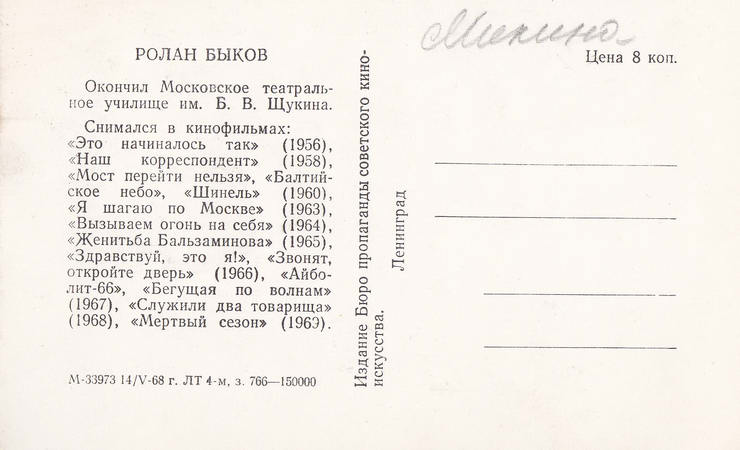 РОЛАН БЫКОВ
Окончил Московское театраль-
ное училище им. Б. В. Щукина.
Снимался в кинофильмах:
«Это начиналось так» (1956),
«Наш корреспондент» (1958),
«Мост перейти нельзя», «Балтий-
ское небо», «Шинель» (1960),
«Я шагаю по Москве» (1963),
«Вызываем огонь на себя» (1964),
«Женитьба Бальзаминова» (1965),
«Здравствуй, это я!», «Звонят,
откройте дверь» (1966), «Айбо-
лит-66», «Бегущая по волнам»
(1967), «Служили два товарища»
(1968), «Мертвый сезон» (1969).
М-33973 14/V-68 г. ЛТ 4-м, з. 766—150000
Издание Бюро пропаганды советского кино-
искусства.
Ленинград
Цена 8 коп.